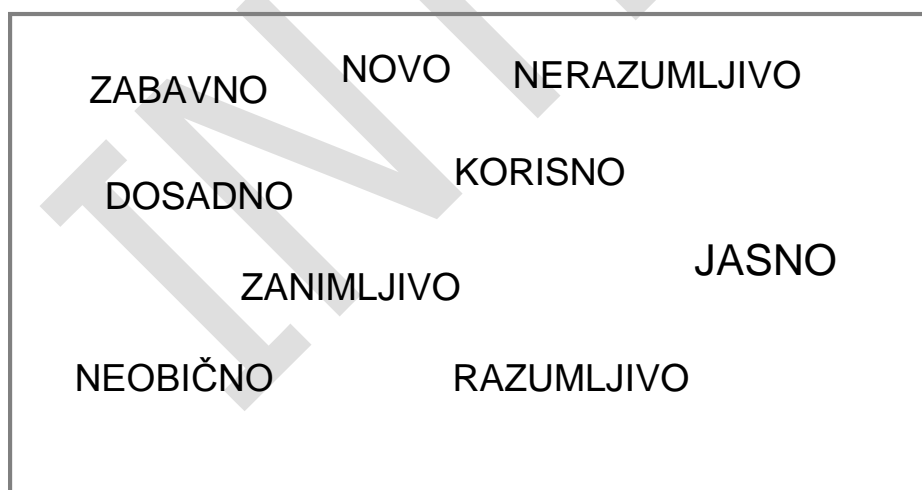 ZABAVNO NOVO NERAZUMLJIVO
DOSADNO KORISNO
ZANIMLJIVO JASNO
NEOBIČNO RAZUMLJIVO